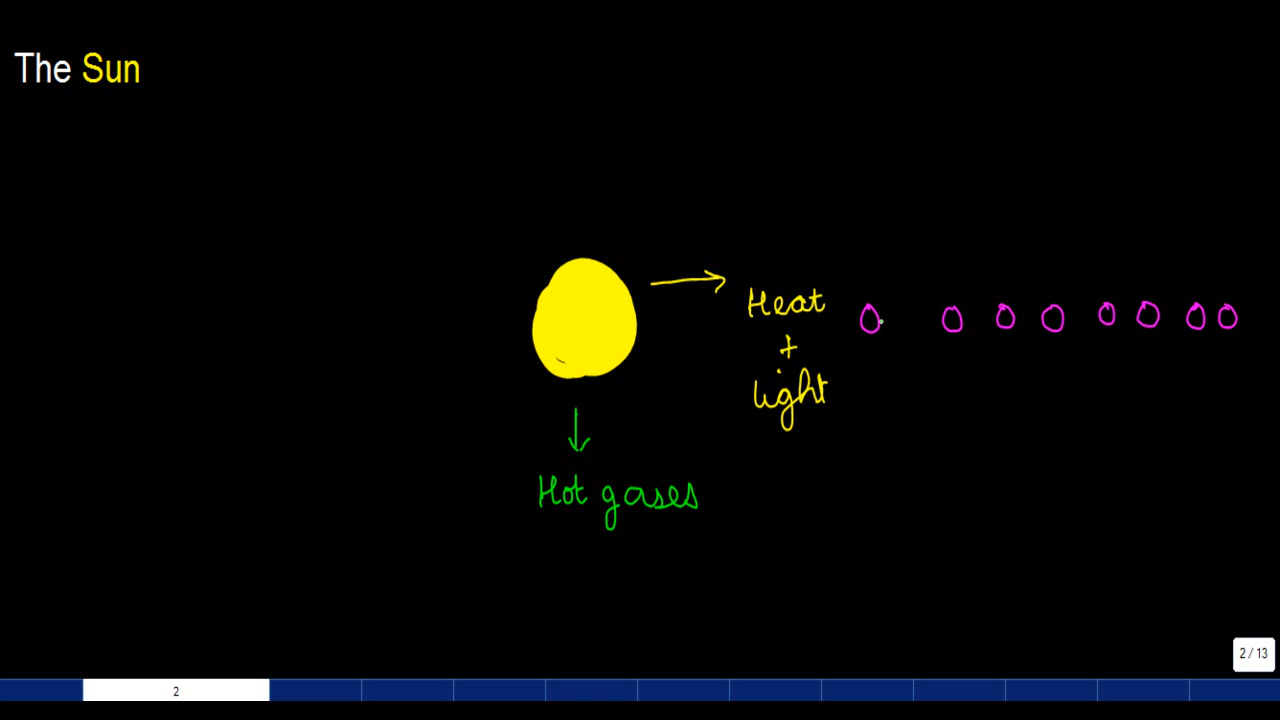 The Sun
Heat
+
light
Hot gases
2 / 13
2